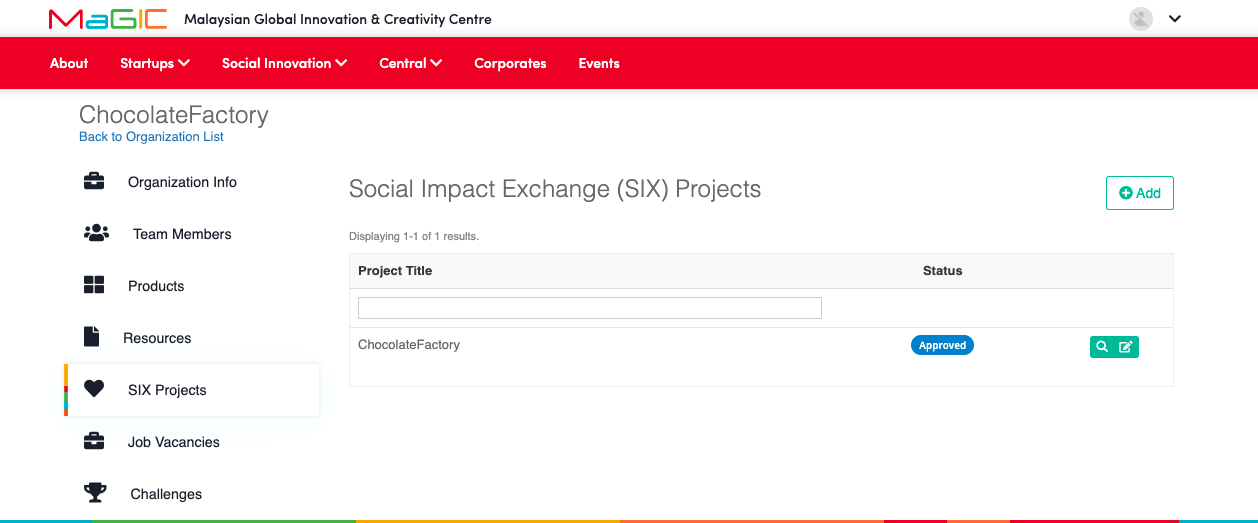 MaGIC Malaysian Global Innovation & Creativity Centre
About Startups Social Innovation Central Corporates Events
ChocolateFactory
Back to Organization List
Organization Info
Team Members
Products
Resources
SIX Projects
Job Vacancies
Challenges
Social Impact Exchange (SIX) Projects
Add
Displaying 1-1 of 1 results.
Project Title Status
ChocolateFactory Approved